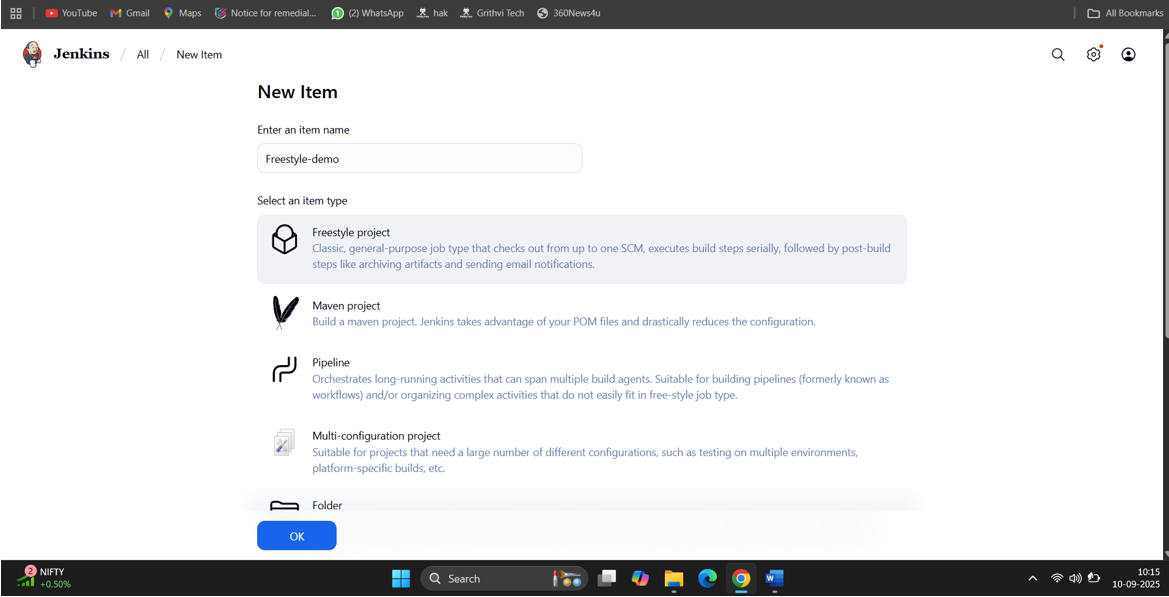 YouTube
Gmail
Maps
Notice for remedial...
(2) WhatsApp
hak
Grithvi Tech
360News4u
All Bookmarks
Jenkins / All / New Item
New Item
Enter an item name
Freestyle-demo
Select an item type
Freestyle project
Classic, general-purpose job type that checks out from up to one SCM, executes build steps serially, followed by post-build
steps like archiving artifacts and sending email notifications.
Maven project
Build a maven project. Jenkins takes advantage of your POM files and drastically reduces the configuration.
Pipeline
Orchestrates long-running activities that can span multiple build agents. Suitable for building pipelines (formerly known as
workflows) and/or organizing complex activities that do not easily fit in free-style job type.
Multi-configuration project
Suitable for projects that need a large number of different configurations, such as testing on multiple environments,
platform-specific builds, etc.
Folder
OK
2
NIFTY
+0.50%
Search
10:15
10-09-2025